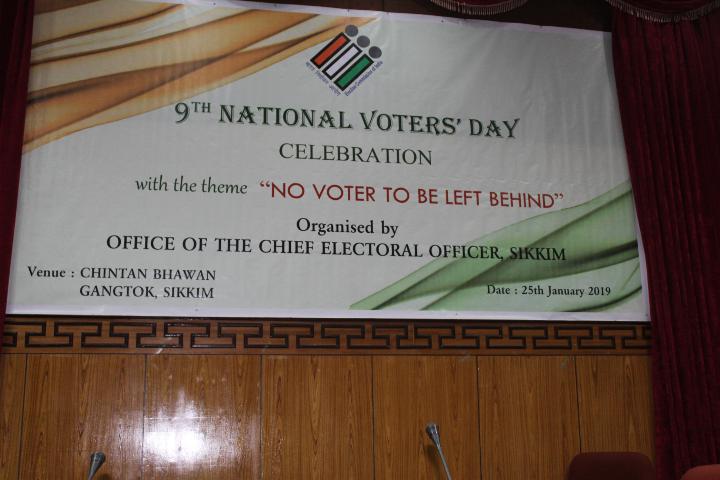 9TH NATIONAL VOTERS' DAY
CELEBRATION
with the theme "NO VOTER TO BE LEFT BEHIND"
Organised by
OFFICE OF THE CHIEF ELECTORAL OFFICER, SIKKIM
Venue : CHINTAN BHAWAN
GANGTOK, SIKKIM
Date : 25th January 2019